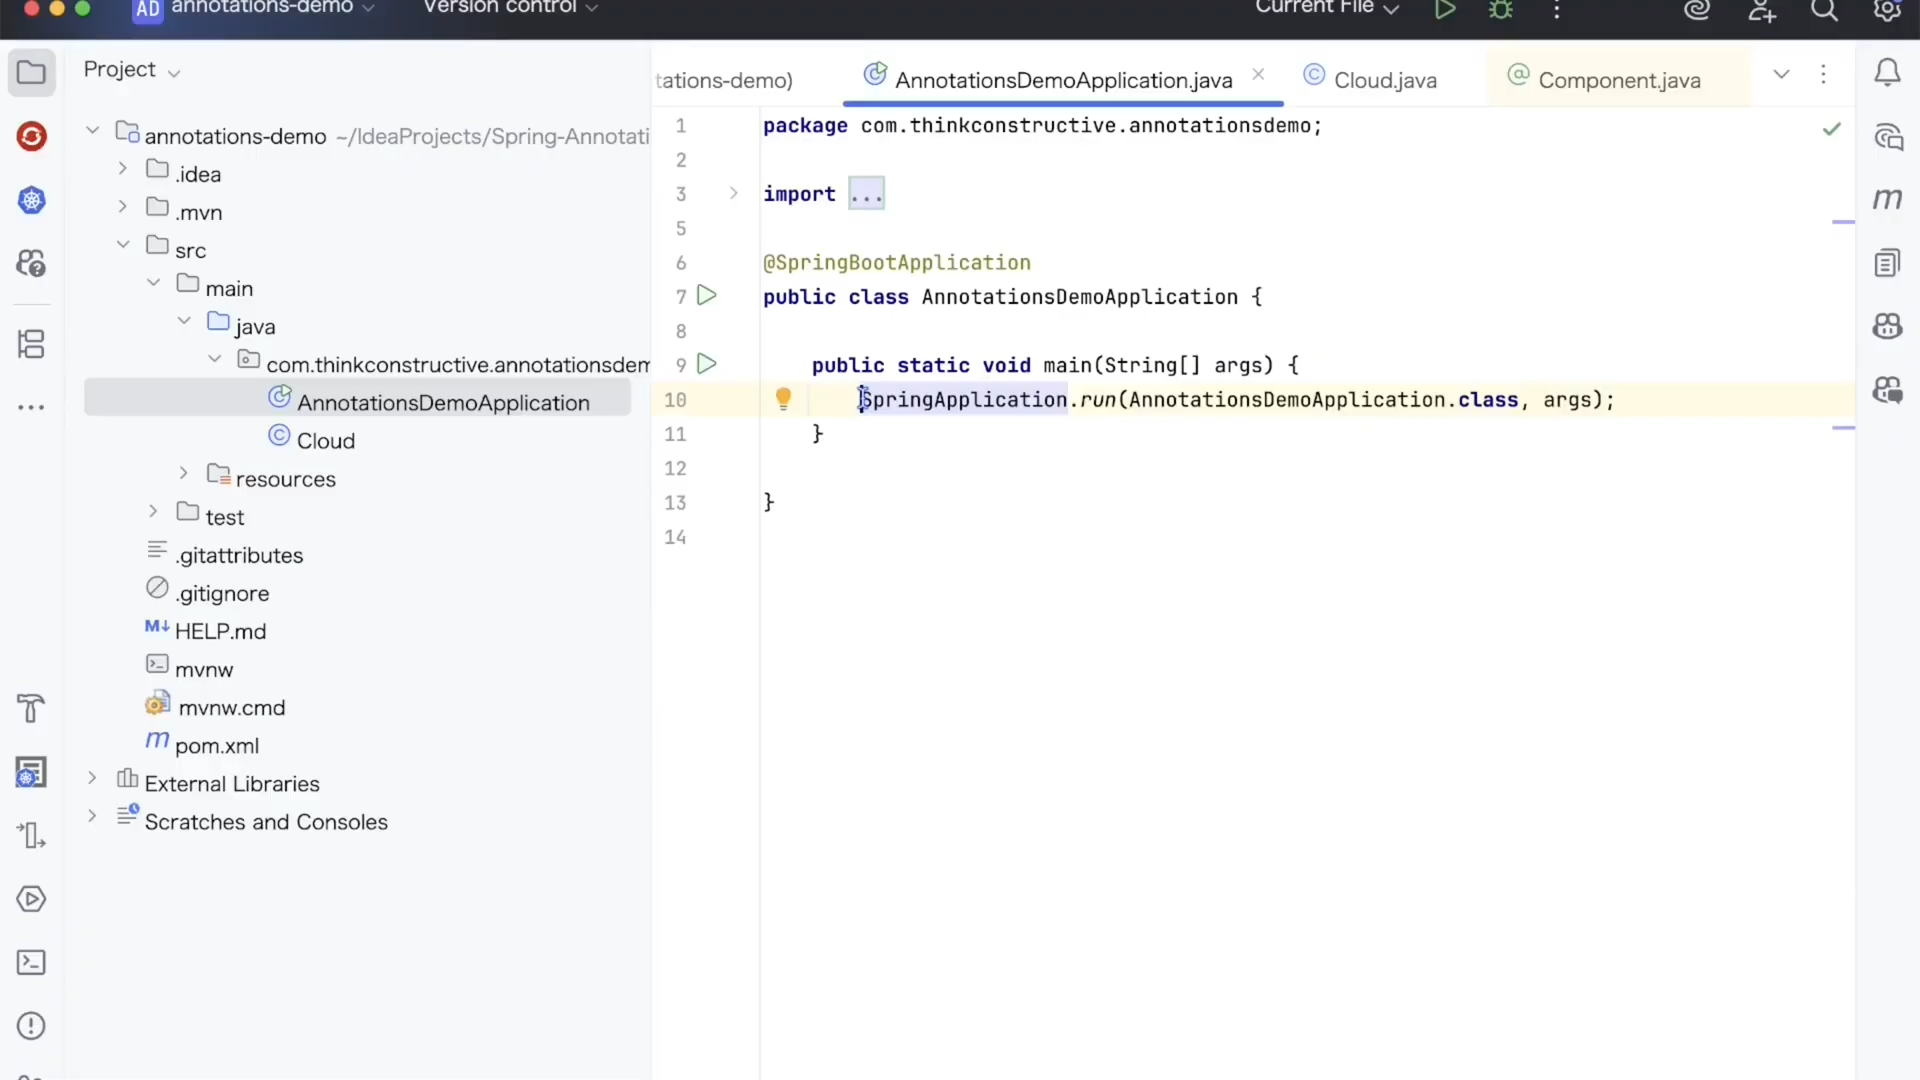 AD annotations-demo Version control Current File
Project
tations-demo) AnnotationsDemoApplication.java Cloud.java @ Component.java
annotations-demo ~/IdeaProjects/Spring-Annotati
.idea
.mvn
src
main
java
com.thinkconstructive.annotationsdem
AnnotationsDemoApplication
Cloud
resources
test
.gitattributes
.gitignore
M↓ HELP.md
mvnw
mvnw.cmd
m pom.xml
External Libraries
Scratches and Consoles
1 package com.thinkconstructive.annotationsdemo;
2
3 import ...
5
6 @SpringBootApplication
7 public class AnnotationsDemoApplication {
8
9 public static void main(String[] args) {
10 SpringApplication.run(AnnotationsDemoApplication.class, args);
11 }
12
13 }
14
m